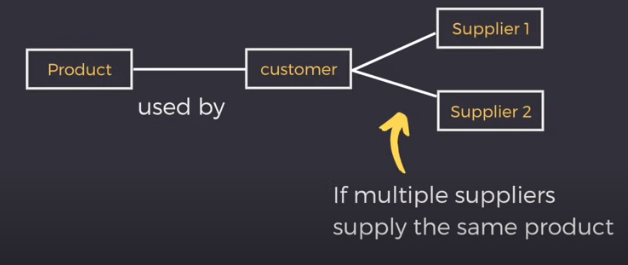 Supplier 1
Product
customer
used by
Supplier 2
If multiple suppliers
supply the same product